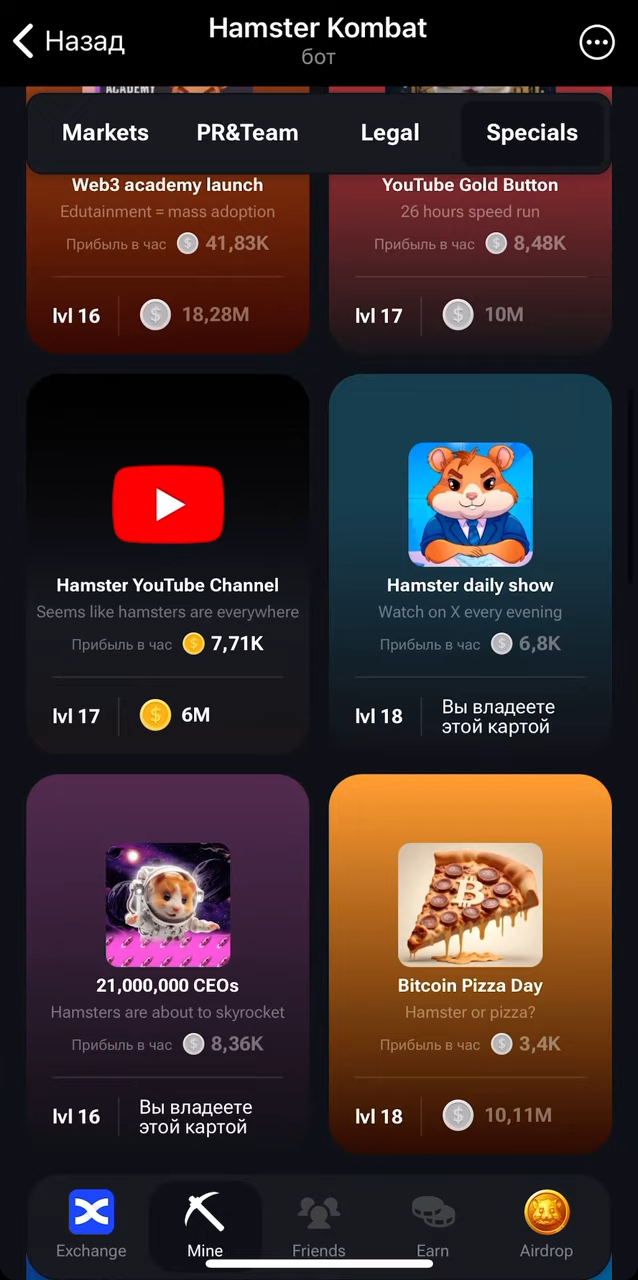 Назад
Hamster Kombat
бот
ACADEMY
Markets
PR&Team
Legal
Specials
Web3 academy launch
Edutainment = mass adoption
Прибыль в час 41,83K
lvl 16
18,28M
YouTube Gold Button
26 hours speed run
Прибыль в час 8,48K
lvl 17
10M
Hamster YouTube Channel
Seems like hamsters are everywhere
Прибыль в час 7,71K
lvl 17
6M
Hamster daily show
Watch on X every evening
Прибыль в час 6,8K
lvl 18
Вы владеете
этой картой
21,000,000 CEOs
Hamsters are about to skyrocket
Прибыль в час 8,36K
lvl 16
Вы владеете
этой картой
Bitcoin Pizza Day
Hamster or pizza?
Прибыль в час 3,4K
lvl 18
10,11M
Exchange
Mine
Friends
Earn
Airdrop